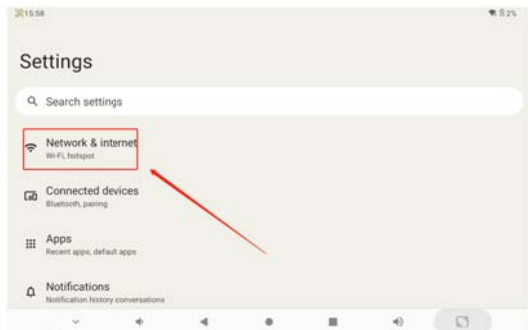 15:58
2%
Settings
Search settings
Network & internet
Wi-Fi, hotspot
Connected devices
Bluetooth, pairing
Apps
Recent apps, default apps
Notifications
Notification history conversations